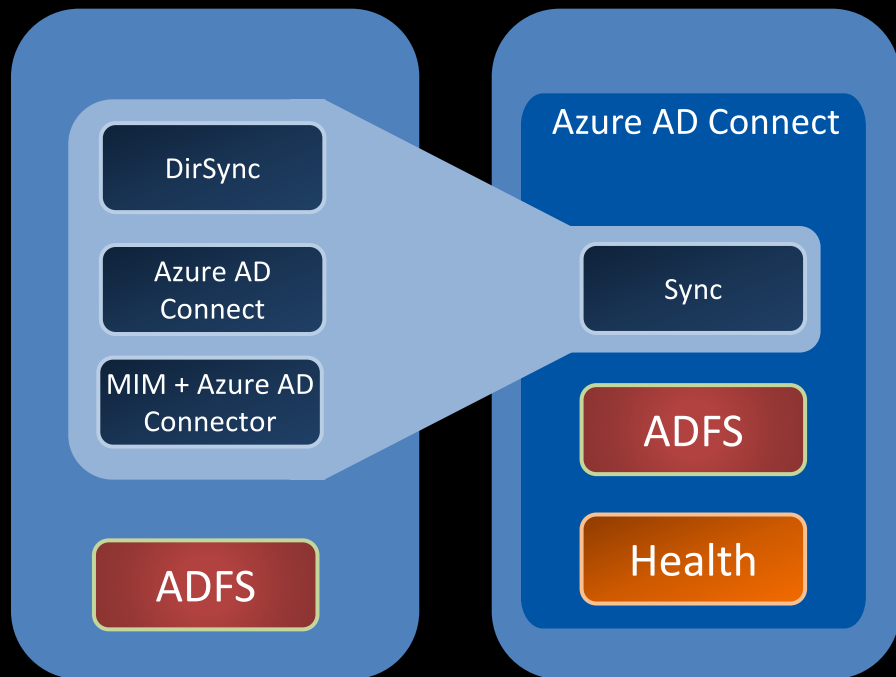 DirSync
Azure AD
Connect
MIM + Azure AD
Connector
ADFS
Azure AD Connect
Sync
ADFS
Health